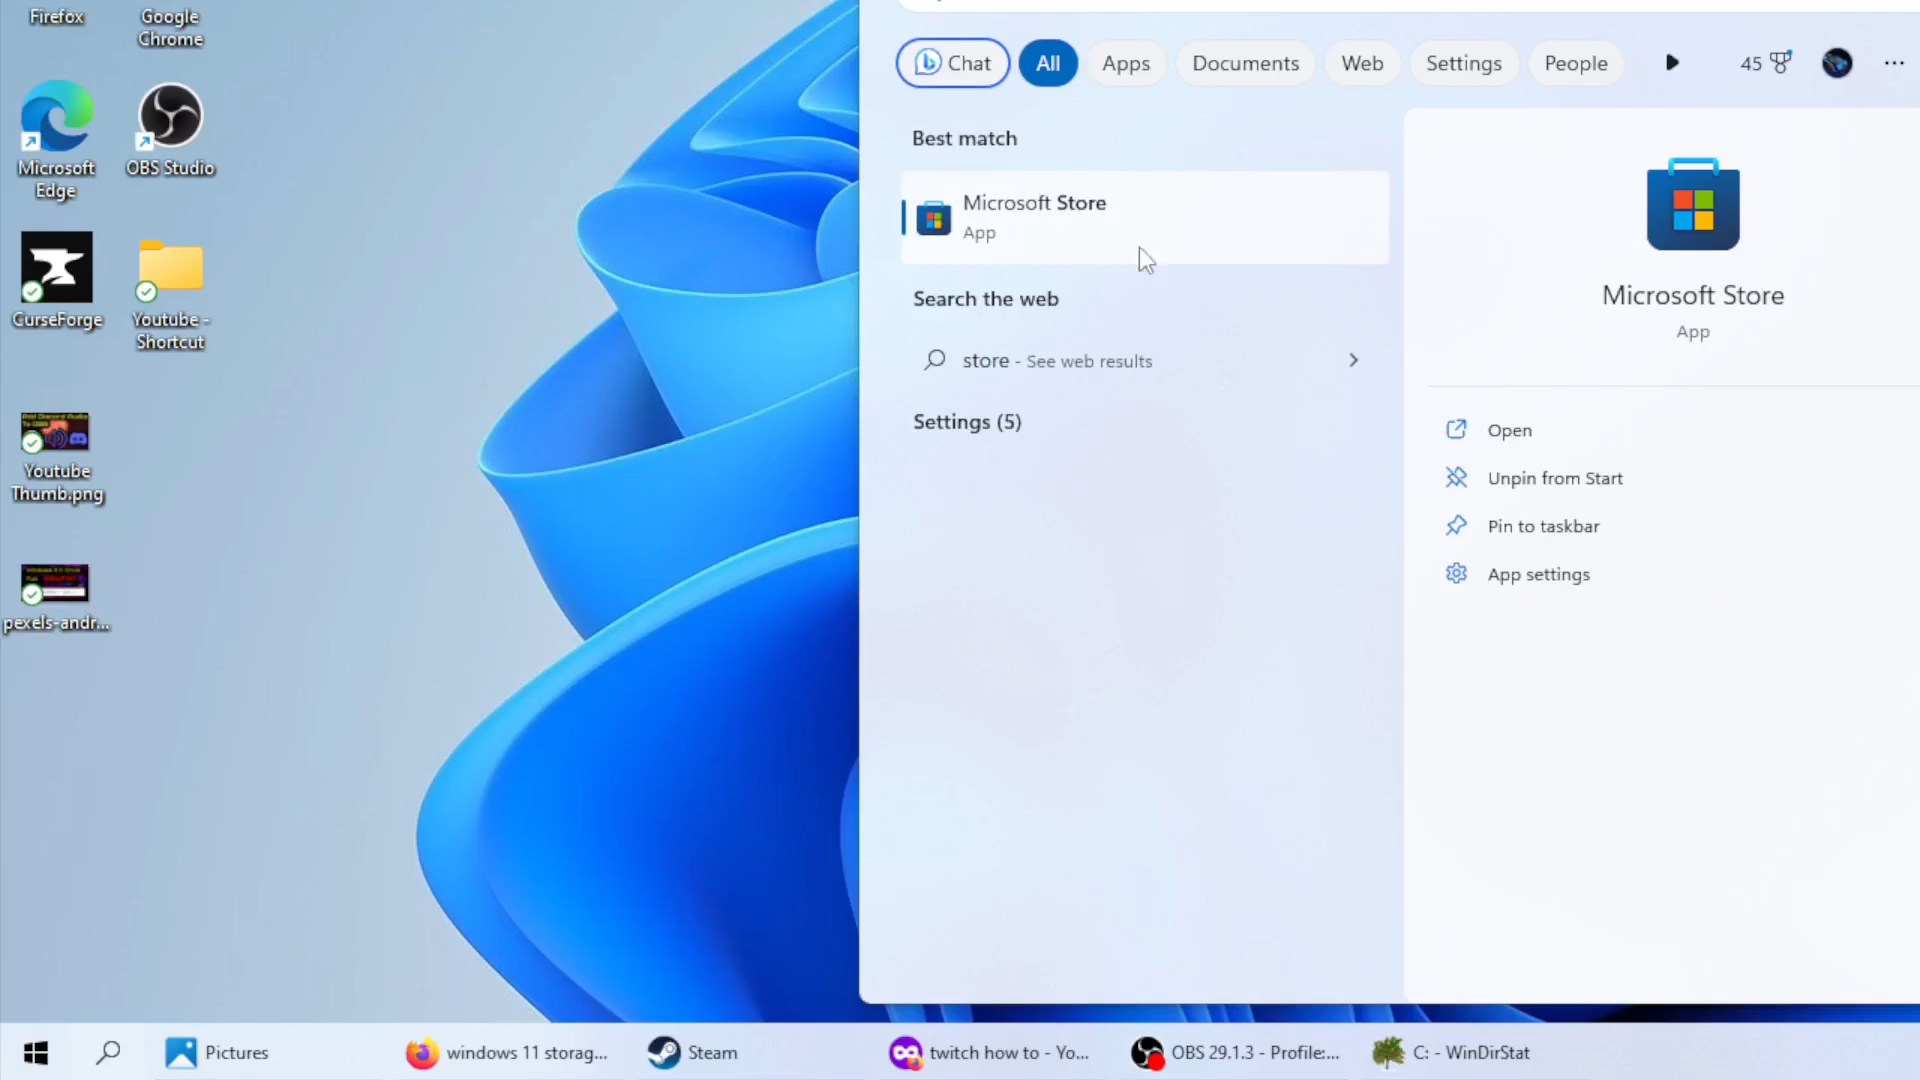 Firefox
Google
Chrome
Microsoft
Edge
OBS Studio
CurseForge
Youtube -
Shortcut
Youtube
Thumb.png
pexels-andr...
Chat
All
Apps
Documents
Web
Settings
People
45
Best match
Microsoft Store
App
Search the web
store - See web results
Settings (5)
Microsoft Store
App
Open
Unpin from Start
Pin to taskbar
App settings
Pictures
windows 11 storag...
Steam
twitch how to - Yo...
OBS 29.1.3 - Profile:...
C: - WinDirStat